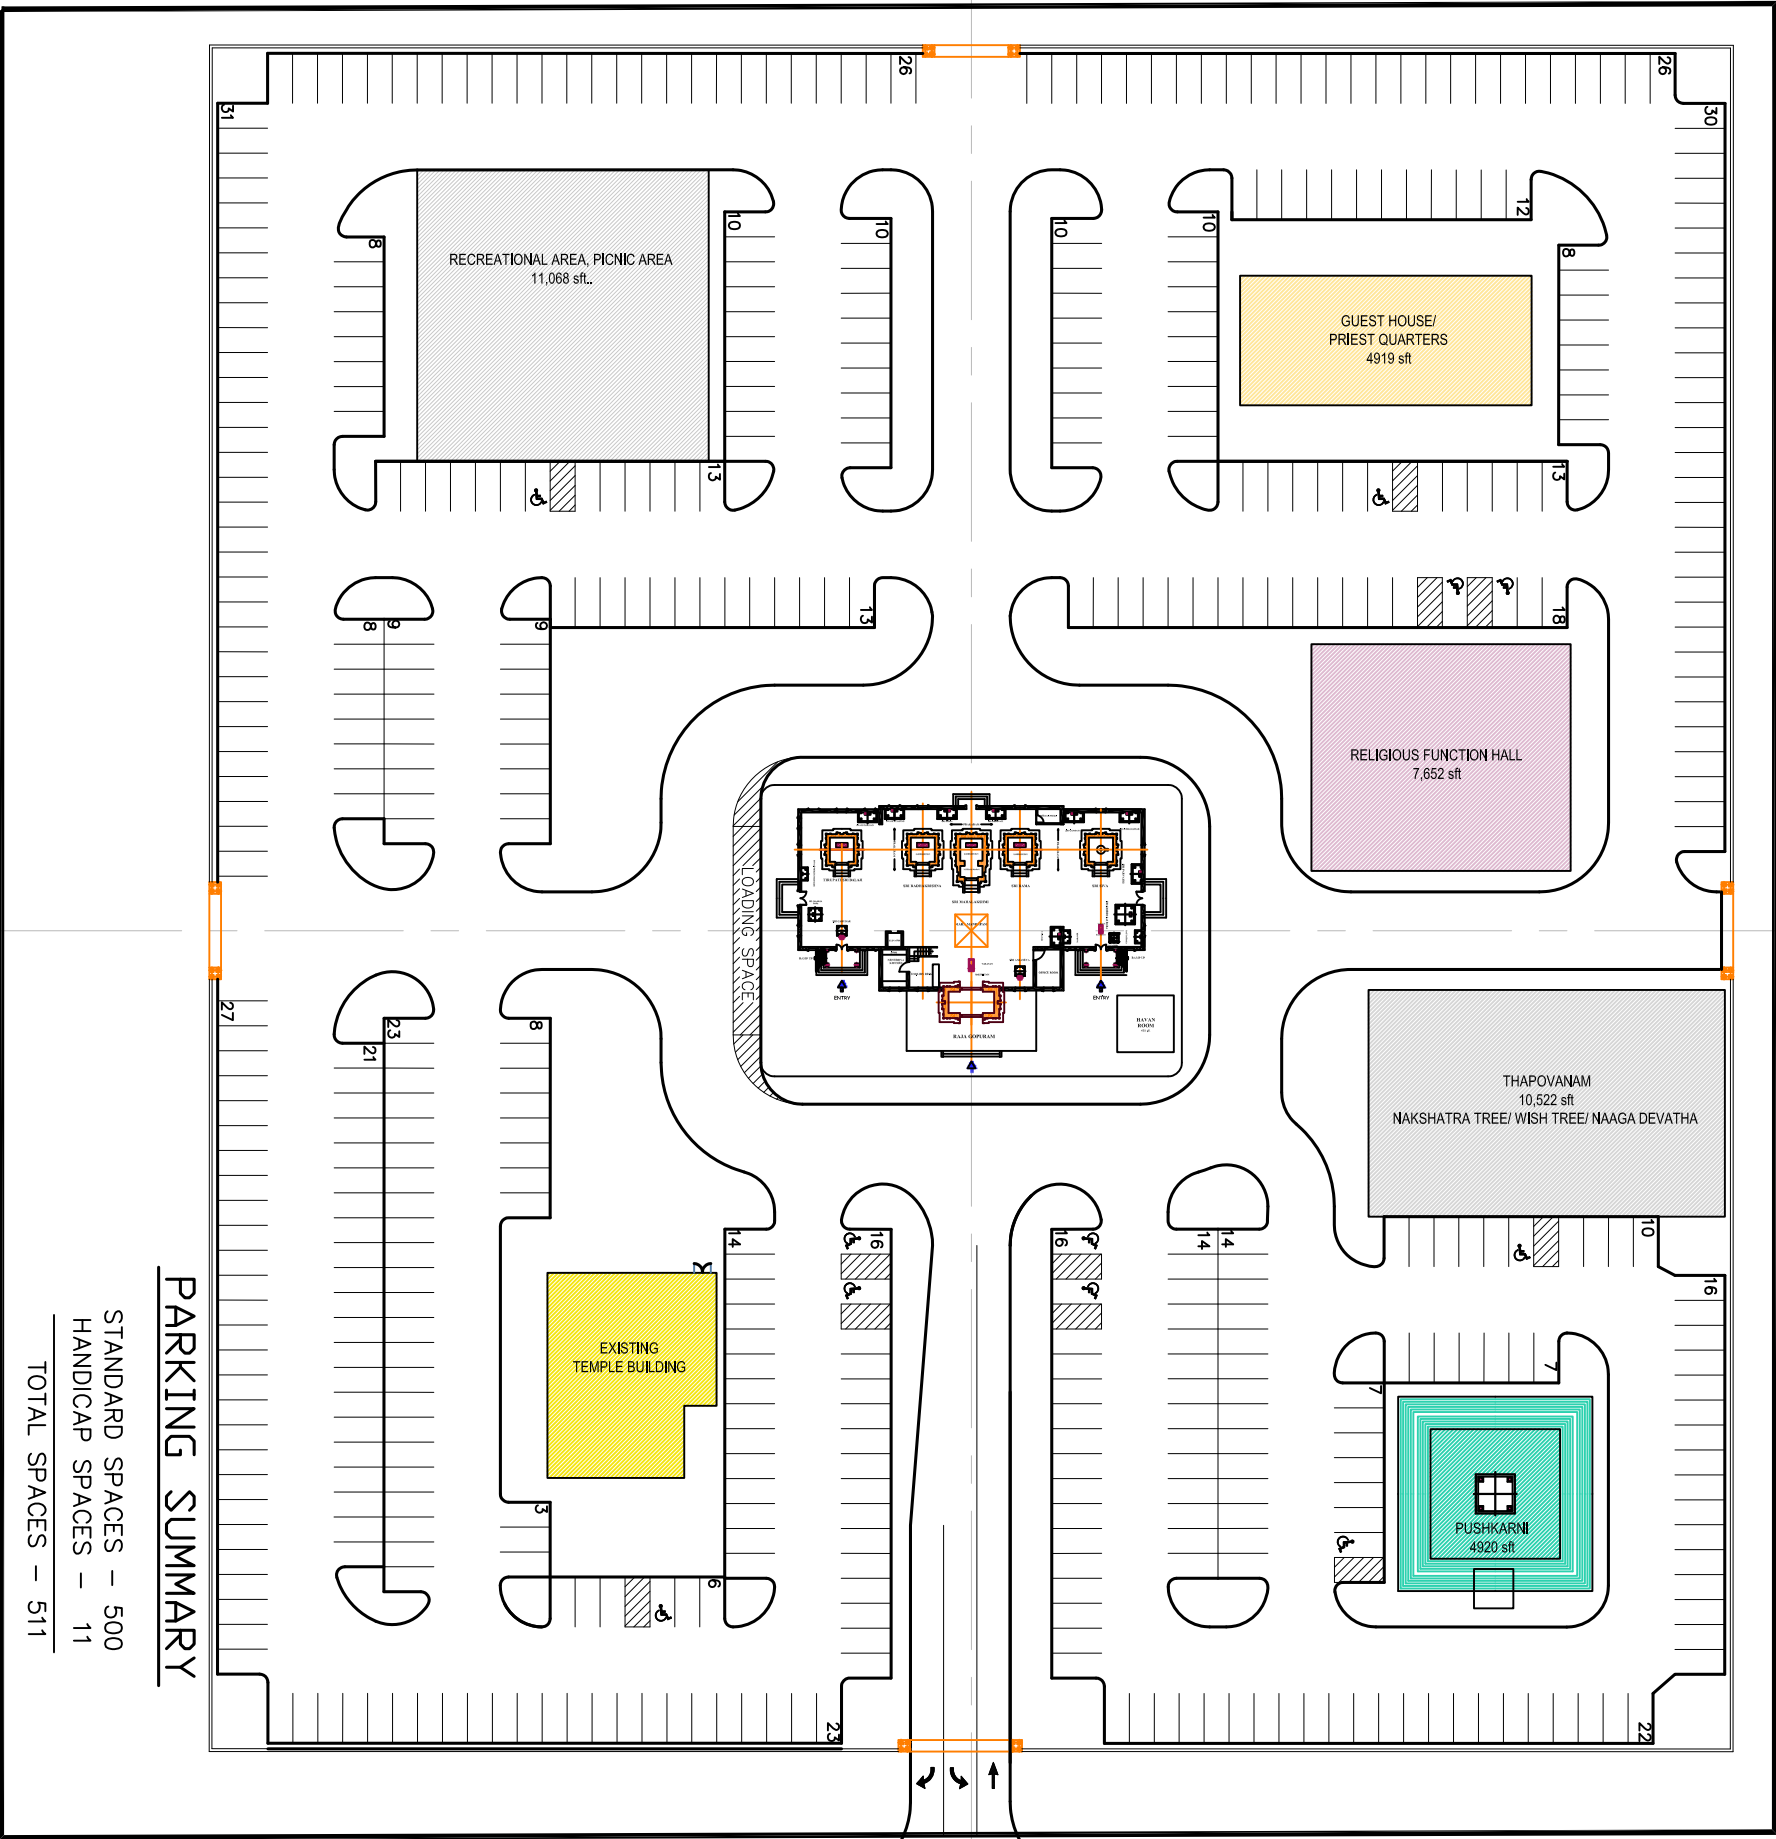 26
26
31
30
RECREATIONAL AREA, PICNIC AREA
11,068 sft..
10
10
10
10
12
8
8
GUEST HOUSE/
PRIEST QUARTERS
4919 sft
13
13
13
18
9
8
9
RELIGIOUS FUNCTION HALL
7,652 sft
LOADING SPACE
SRI MAHALAXSHMI
ENTRY
ENTRY
RAJA GOPURAM
HAVAN
ROOM
THAPOVANAM
10,522 sft
NAKSHATRA TREE/ WISH TREE/ NAAGA DEVATHA
27
23
21
8
14
16
16
14
14
10
16
EXISTING
TEMPLE BUILDING
7
7
PUSHKARNI
4920 sft
3
6
23
22
PARKING SUMMARY
STANDARD SPACES - 500
HANDICAP SPACES - 11
TOTAL SPACES - 511